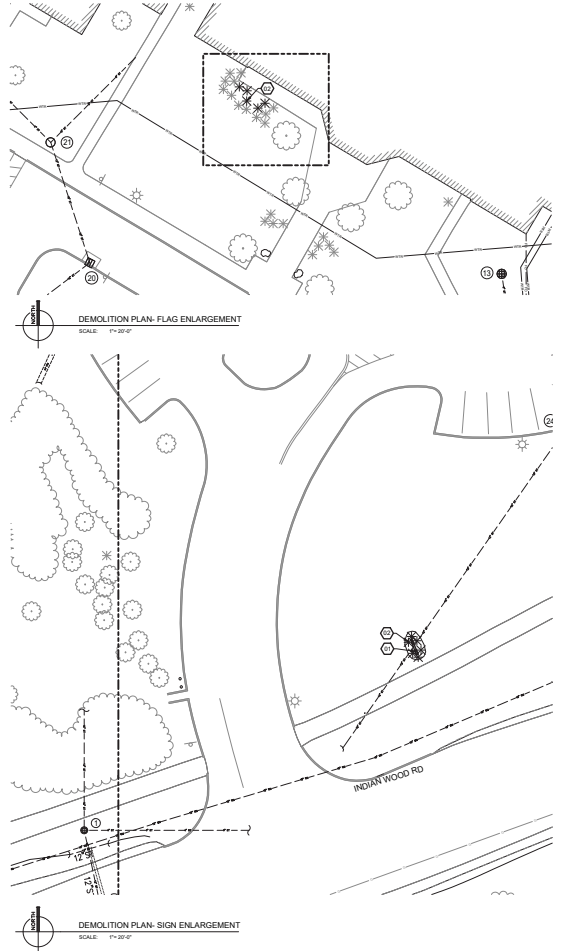 02
21
20
13
NORTH
DEMOLITION PLAN- FLAG ENLARGEMENT
SCALE: 1"= 20'-0"
24
02
01
INDIAN WOOD RD
1
12"S
12"S
NORTH
DEMOLITION PLAN- SIGN ENLARGEMENT
SCALE: 1"= 20'-0"